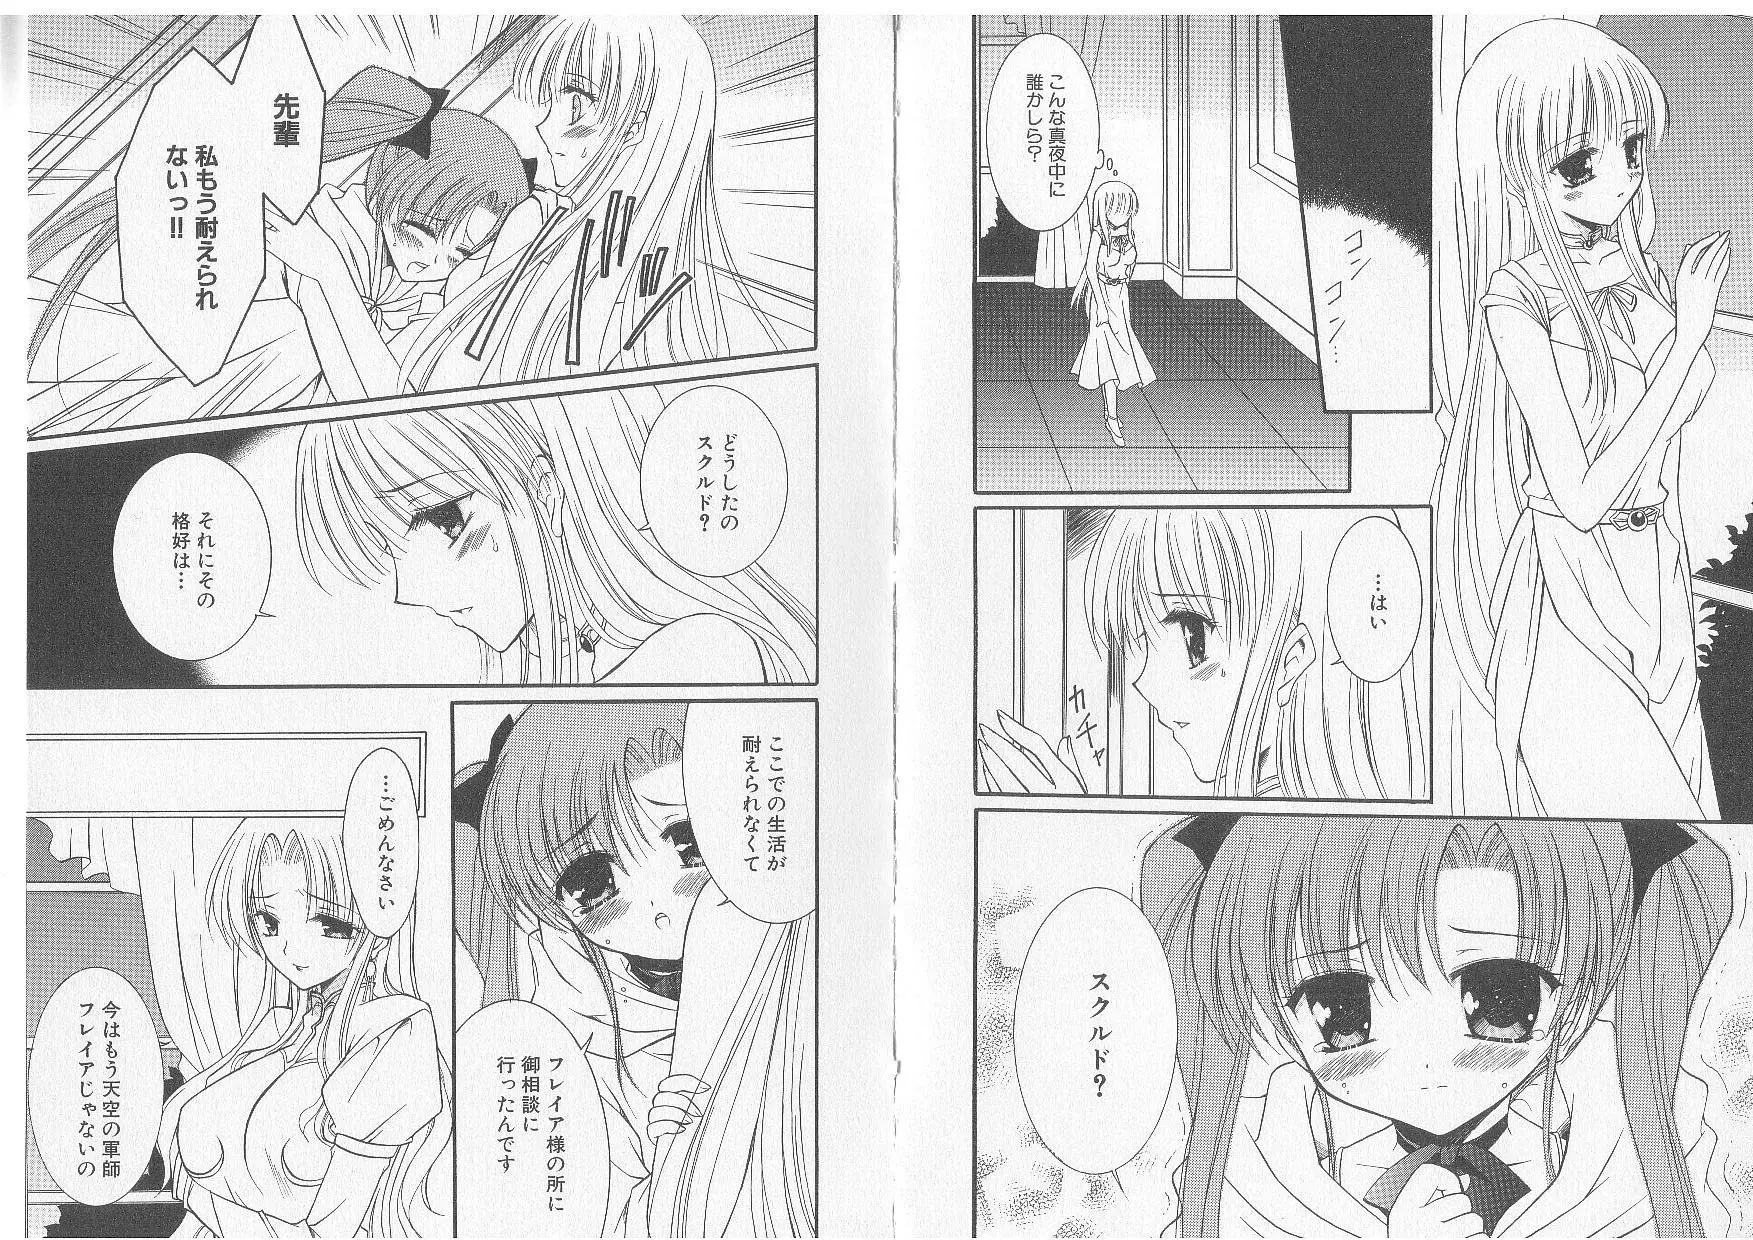 こんな真夜中に
誰かしら?
コ
ン
コ
ン
…
…はい
カチャ
スクルド?
先輩
私もう耐えられ
ないっ!!
どうしたの
スクルド?
それにその
格好は…
ここでの生活が
耐えられなくて
フレイア様の所に
御相談に
行ったんです
…ごめんなさい
今はもう天空の軍師
フレイアじゃないの